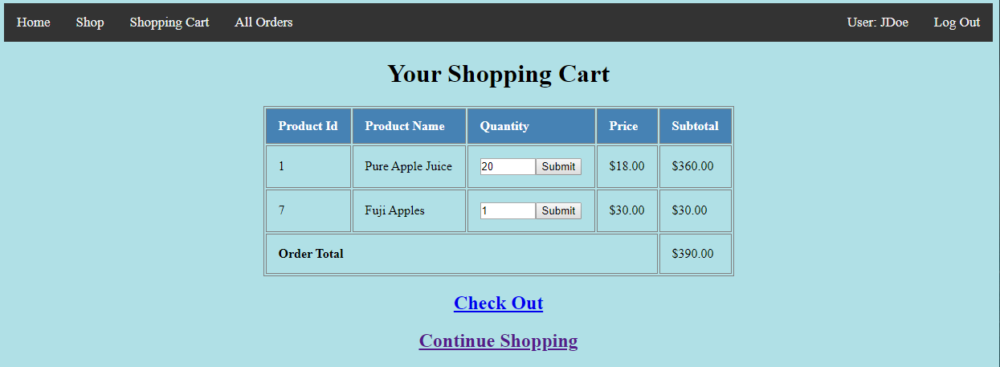 Home Shop Shopping Cart All Orders User: JDoe Log Out
Your Shopping Cart
Product Id Product Name Quantity Price Subtotal
1 Pure Apple Juice 20 Submit $18.00 $360.00
7 Fuji Apples 1 Submit $30.00 $30.00
Order Total $390.00
Check Out
Continue Shopping